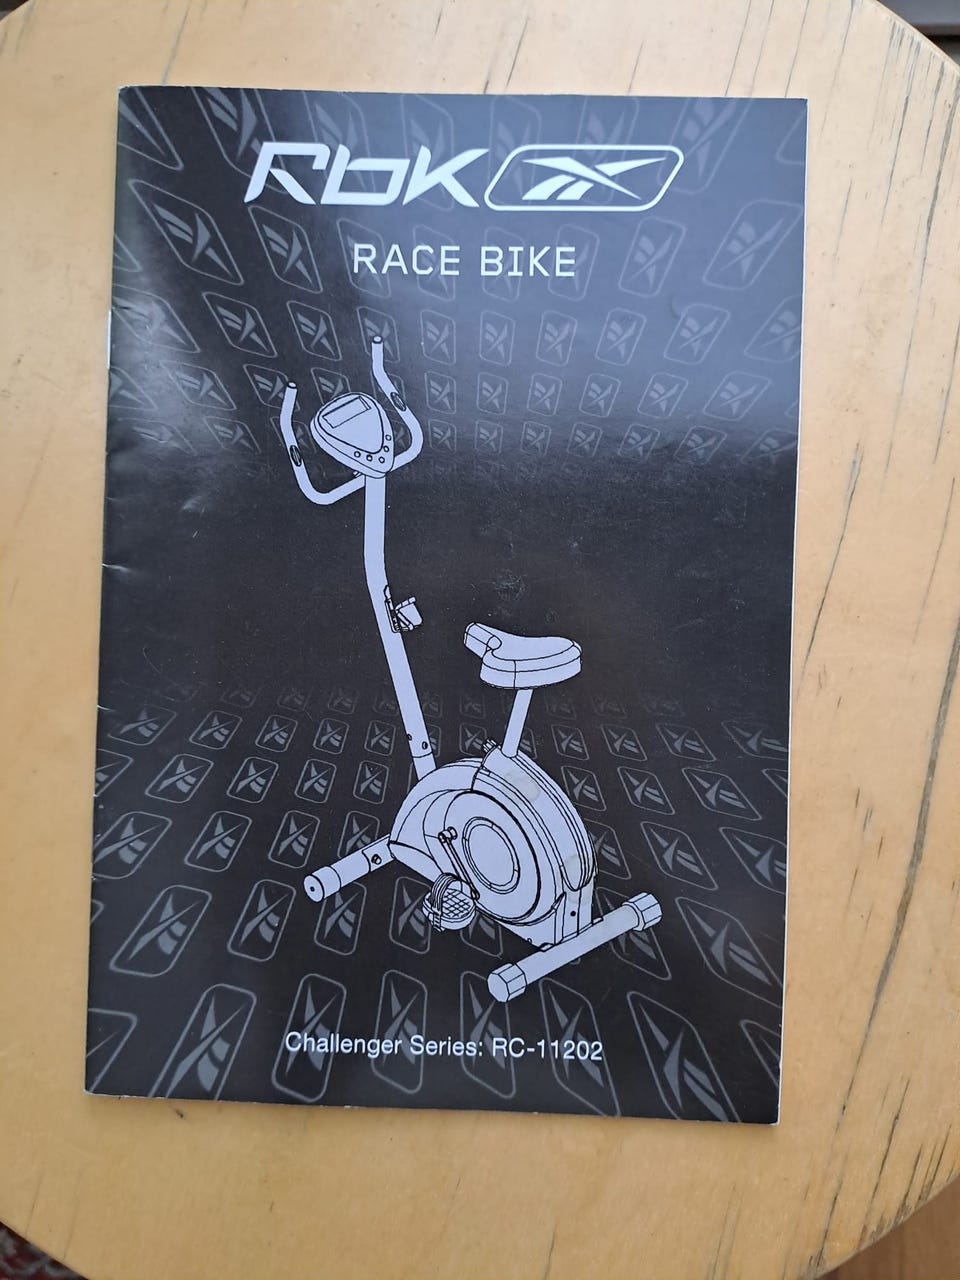 Rbk
RACE BIKE
Challenger Series: RC-11202